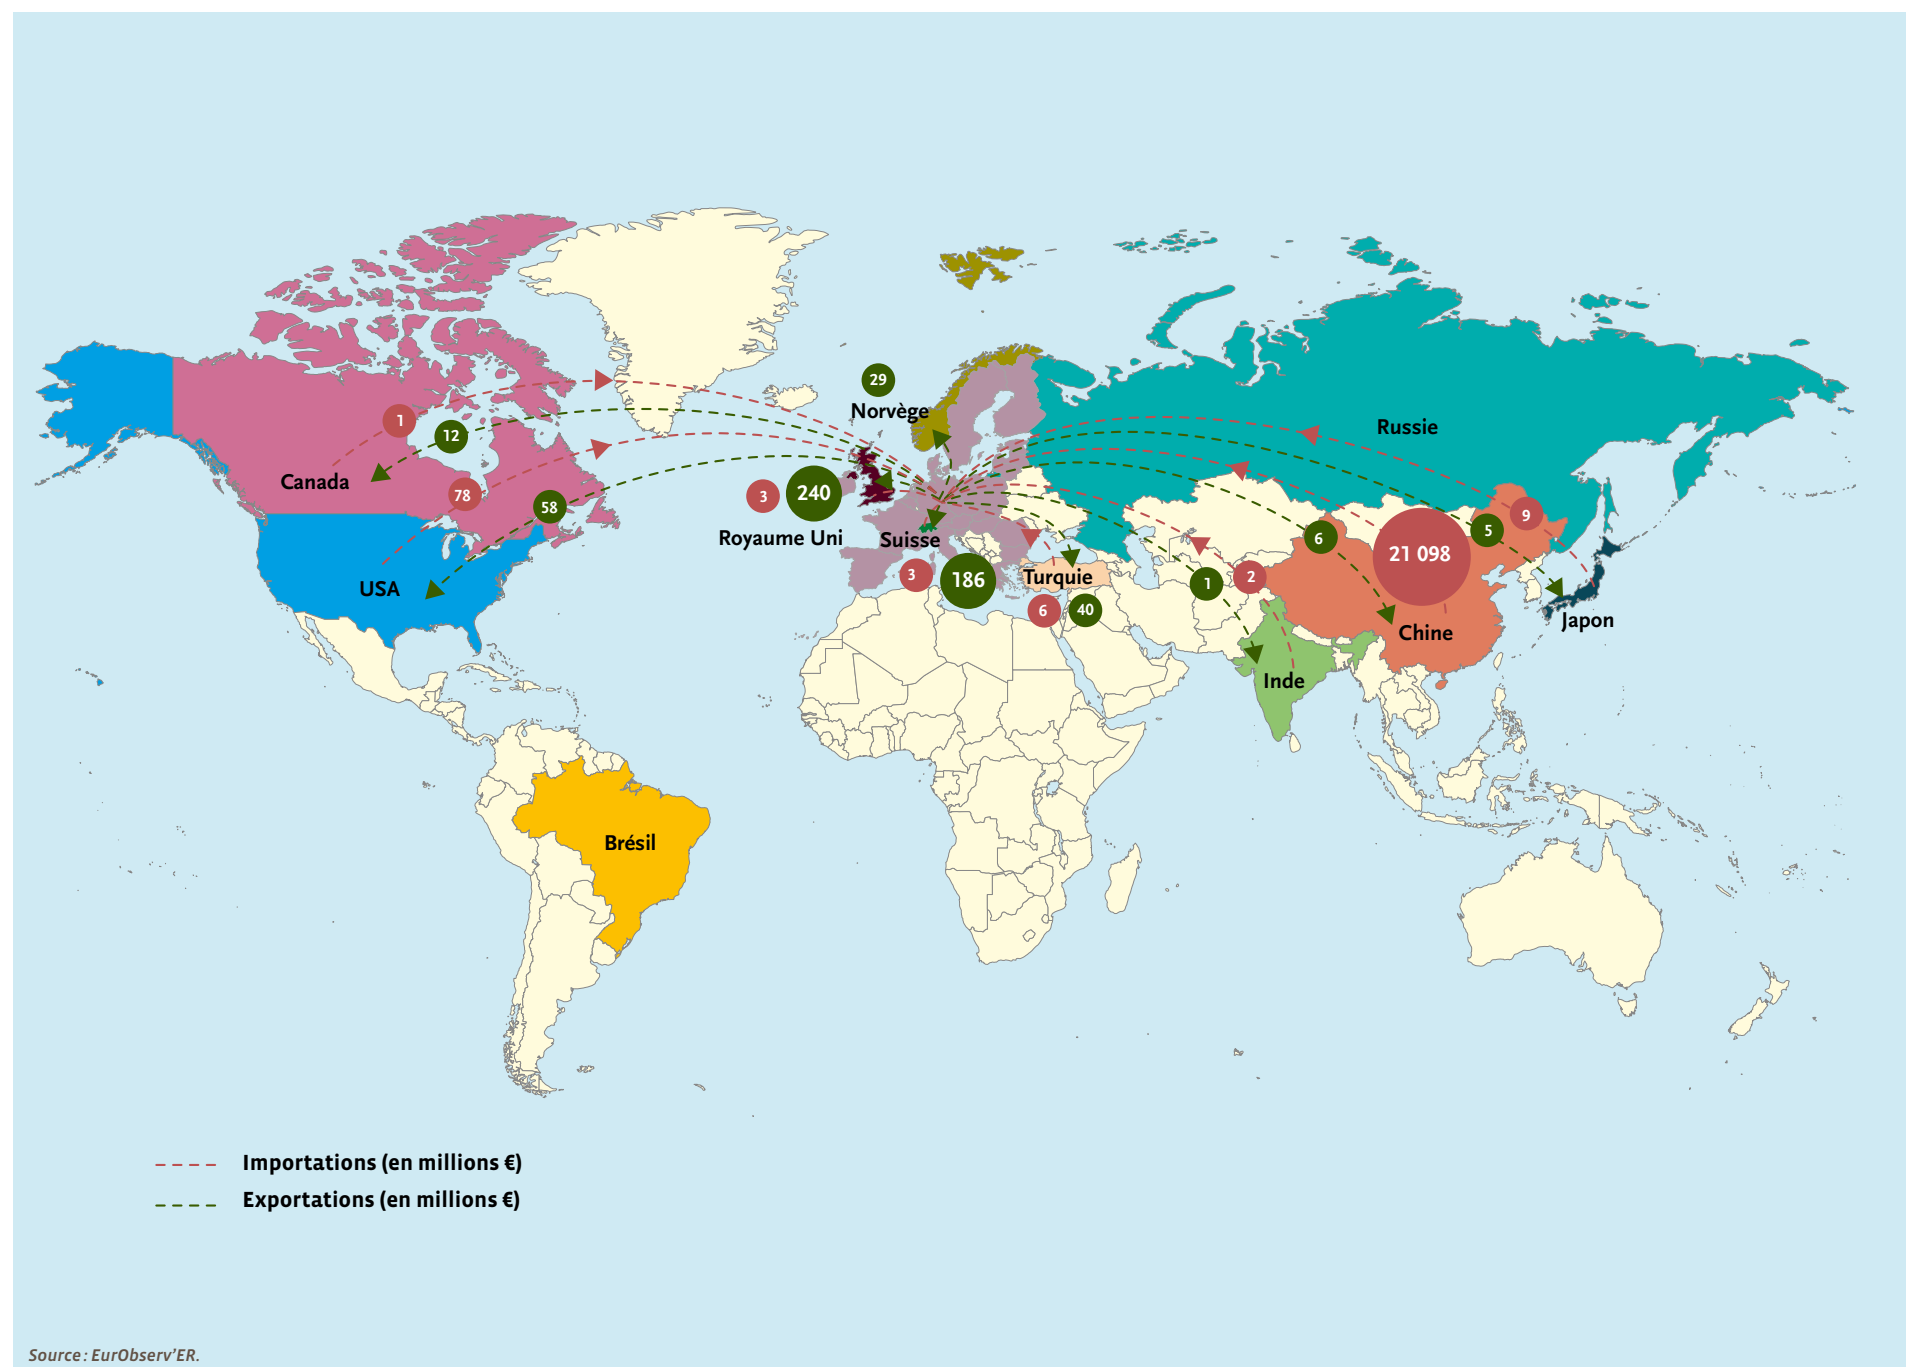 29
Norvège
1
Russie
12
Canada
78
3
240
58
9
5
Royaume Uni
Suisse
6
21 098
3
186
Turquie
1
2
USA
6
40
Japon
Chine
Inde
Brésil
Importations (en millions €)
Exportations (en millions €)
Source : EurObserv’ER.